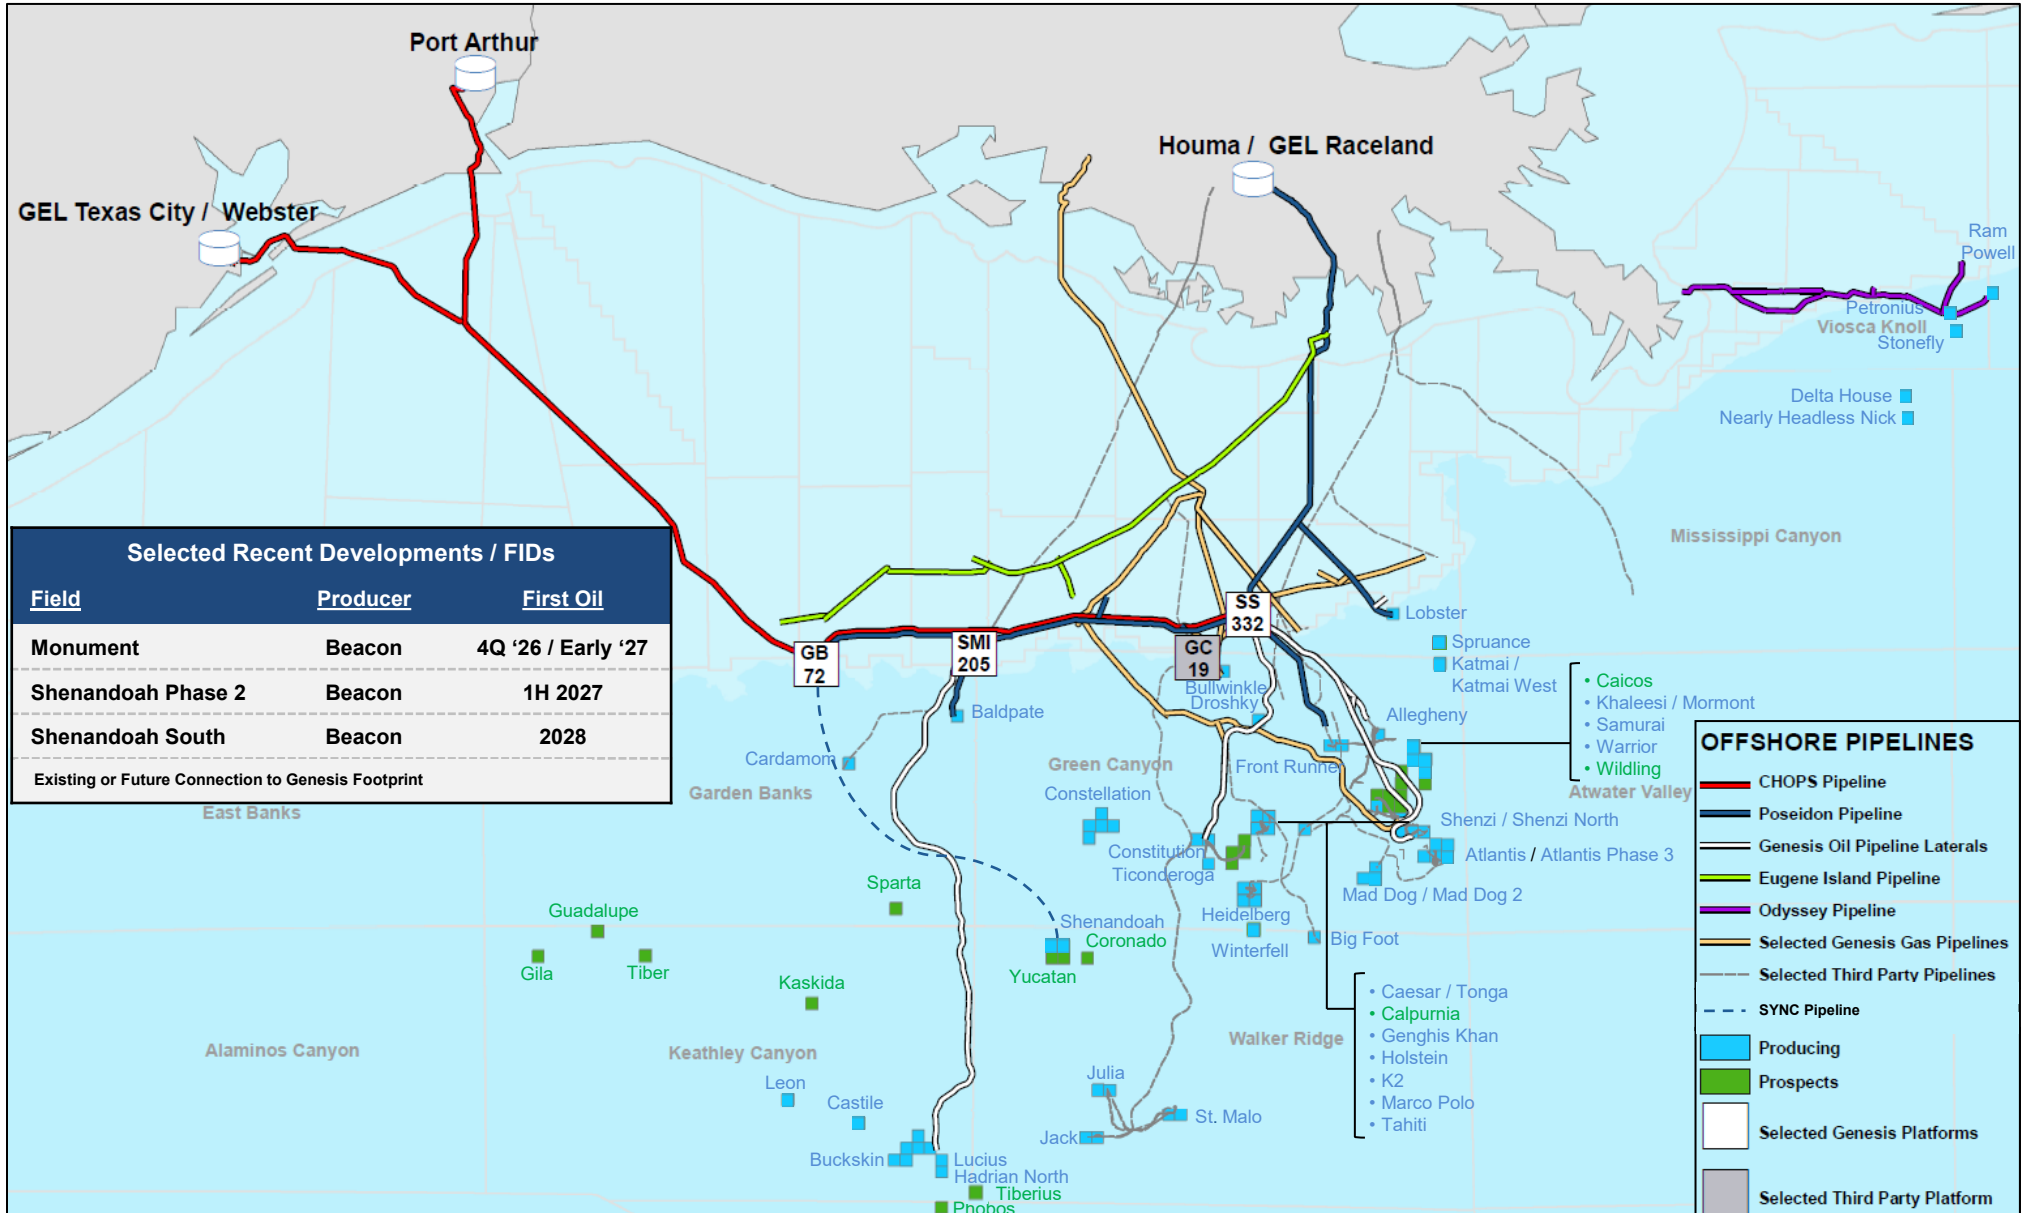 Port Arthur
Houma /  GEL Raceland
GEL Texas City /  Webster
Ram
Powell
Petronius
Viosca Knoll
Stonefly
Delta House
Nearly Headless Nick
Mississippi Canyon
Selected Recent Developments / FIDs
Field Producer First Oil
Monument Beacon 4Q ‘26 / Early ‘27
Shenandoah Phase 2 Beacon 1H 2027
Shenandoah South Beacon 2028
Existing or Future Connection to Genesis Footprint
East Banks
GB
72
SMI
205
GC
19
SS
332
Lobster
Spruance
Katmai /
Katmai West
Bullwinkle
Droshky
Baldpate
Cardamom
Garden Banks
Green Canyon
Constellation
Front Runner
Allegheny
• Caicos
• Khaleesi / Mormont
• Samurai
• Warrior
• Wildling
Atwater Valley
Shenzi / Shenzi North
Constitution
Ticonderoga
Atlantis / Atlantis Phase 3
Mad Dog / Mad Dog 2
Heidelberg
Winterfell
Big Foot
Sparta
Guadalupe
Gila
Tiber
Kaskida
Shenandoah
Coronado
Yucatan
Alaminos Canyon
Keathley Canyon
Walker Ridge
• Caesar / Tonga
• Calpurnia
• Genghis Khan
• Holstein
• K2
• Marco Polo
• Tahiti
Leon
Castile
Julia
St. Malo
Jack
Buckskin
Lucius
Hadrian North
Tiberius
Phobos
OFFSHORE PIPELINES
CHOPS Pipeline
Poseidon Pipeline
Genesis Oil Pipeline Laterals
Eugene Island Pipeline
Odyssey Pipeline
Selected Genesis Gas Pipelines
Selected Third Party Pipelines
SYNC Pipeline
Producing
Prospects
Selected Genesis Platforms
Selected Third Party Platform